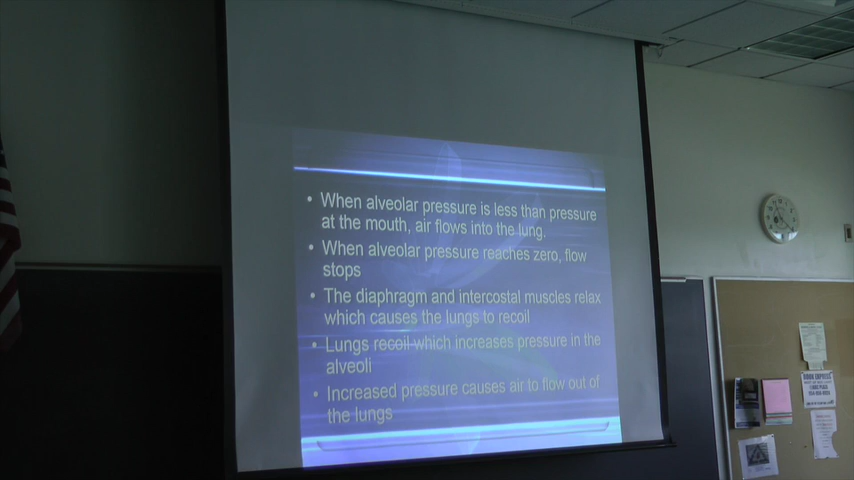 • When alveolar pressure is less than pressure
at the mouth, air flows into the lung.
• When alveolar pressure reaches zero, flow
stops
• The diaphragm and intercostal muscles relax
which causes the lungs to recoil
• Lungs recoil which increases pressure in the
alveoli
• Increased pressure causes air to flow out of
the lungs
BOOK EXPRESS